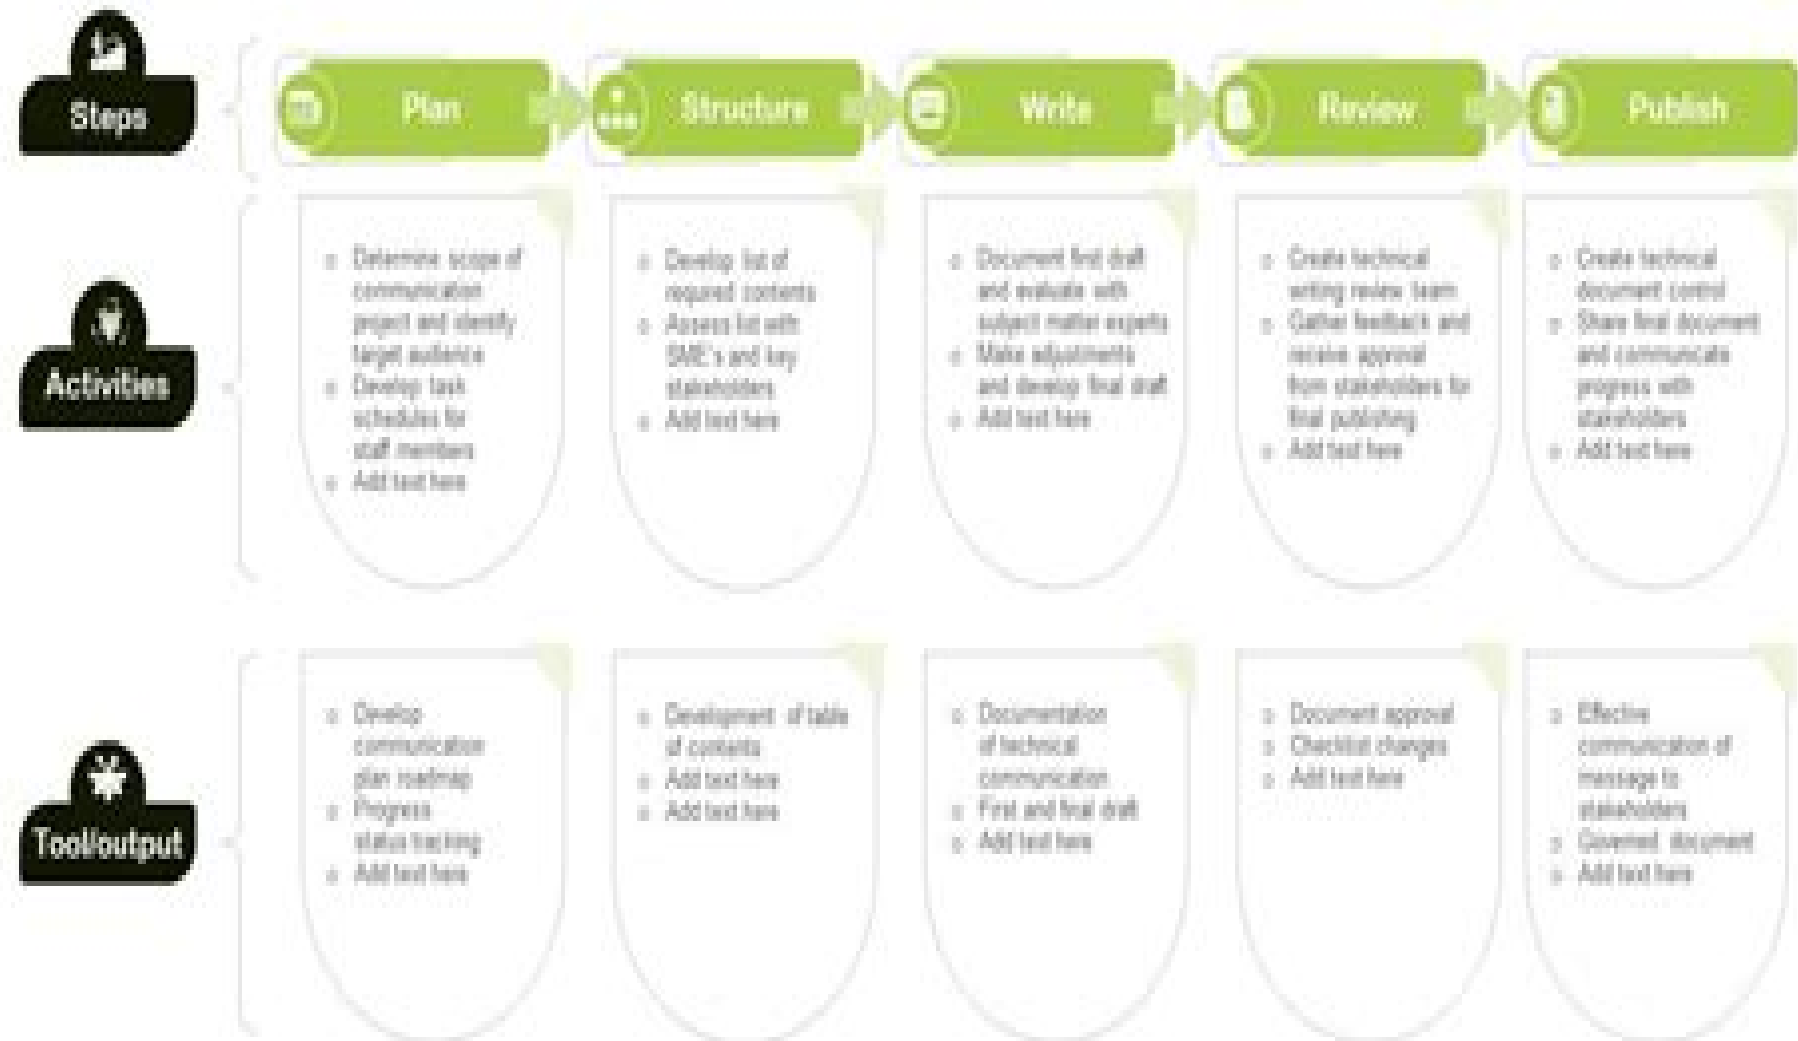 Steps
Plan
Structure
Write
Review
Publish
Activities
Determine scope of
communication
project and identify
target audience
Develop task
schedules for
staff members
Add text here
Develop list of
required contents
Assess list with
SME's and key
stakeholders
Add text here
Document first draft
and evaluate with
subject matter experts
Make adjustments
and develop final draft
Add text here
Create technical
writing review team
Gather feedback and
receive approval
from stakeholders for
final publishing
Add text here
Create technical
document control
Share final document
and communicate
progress with
stakeholders
Add text here
Tool/output
Develop
communication
plan roadmap
Progress
status tracking
Add text here
Development of table
of contents
Add text here
Add text here
Documentation
of technical
communication
First and final draft
Add text here
Document approval
Checklist changes
Add text here
Effective
communication of
message to
stakeholders
Governed document
Add text here